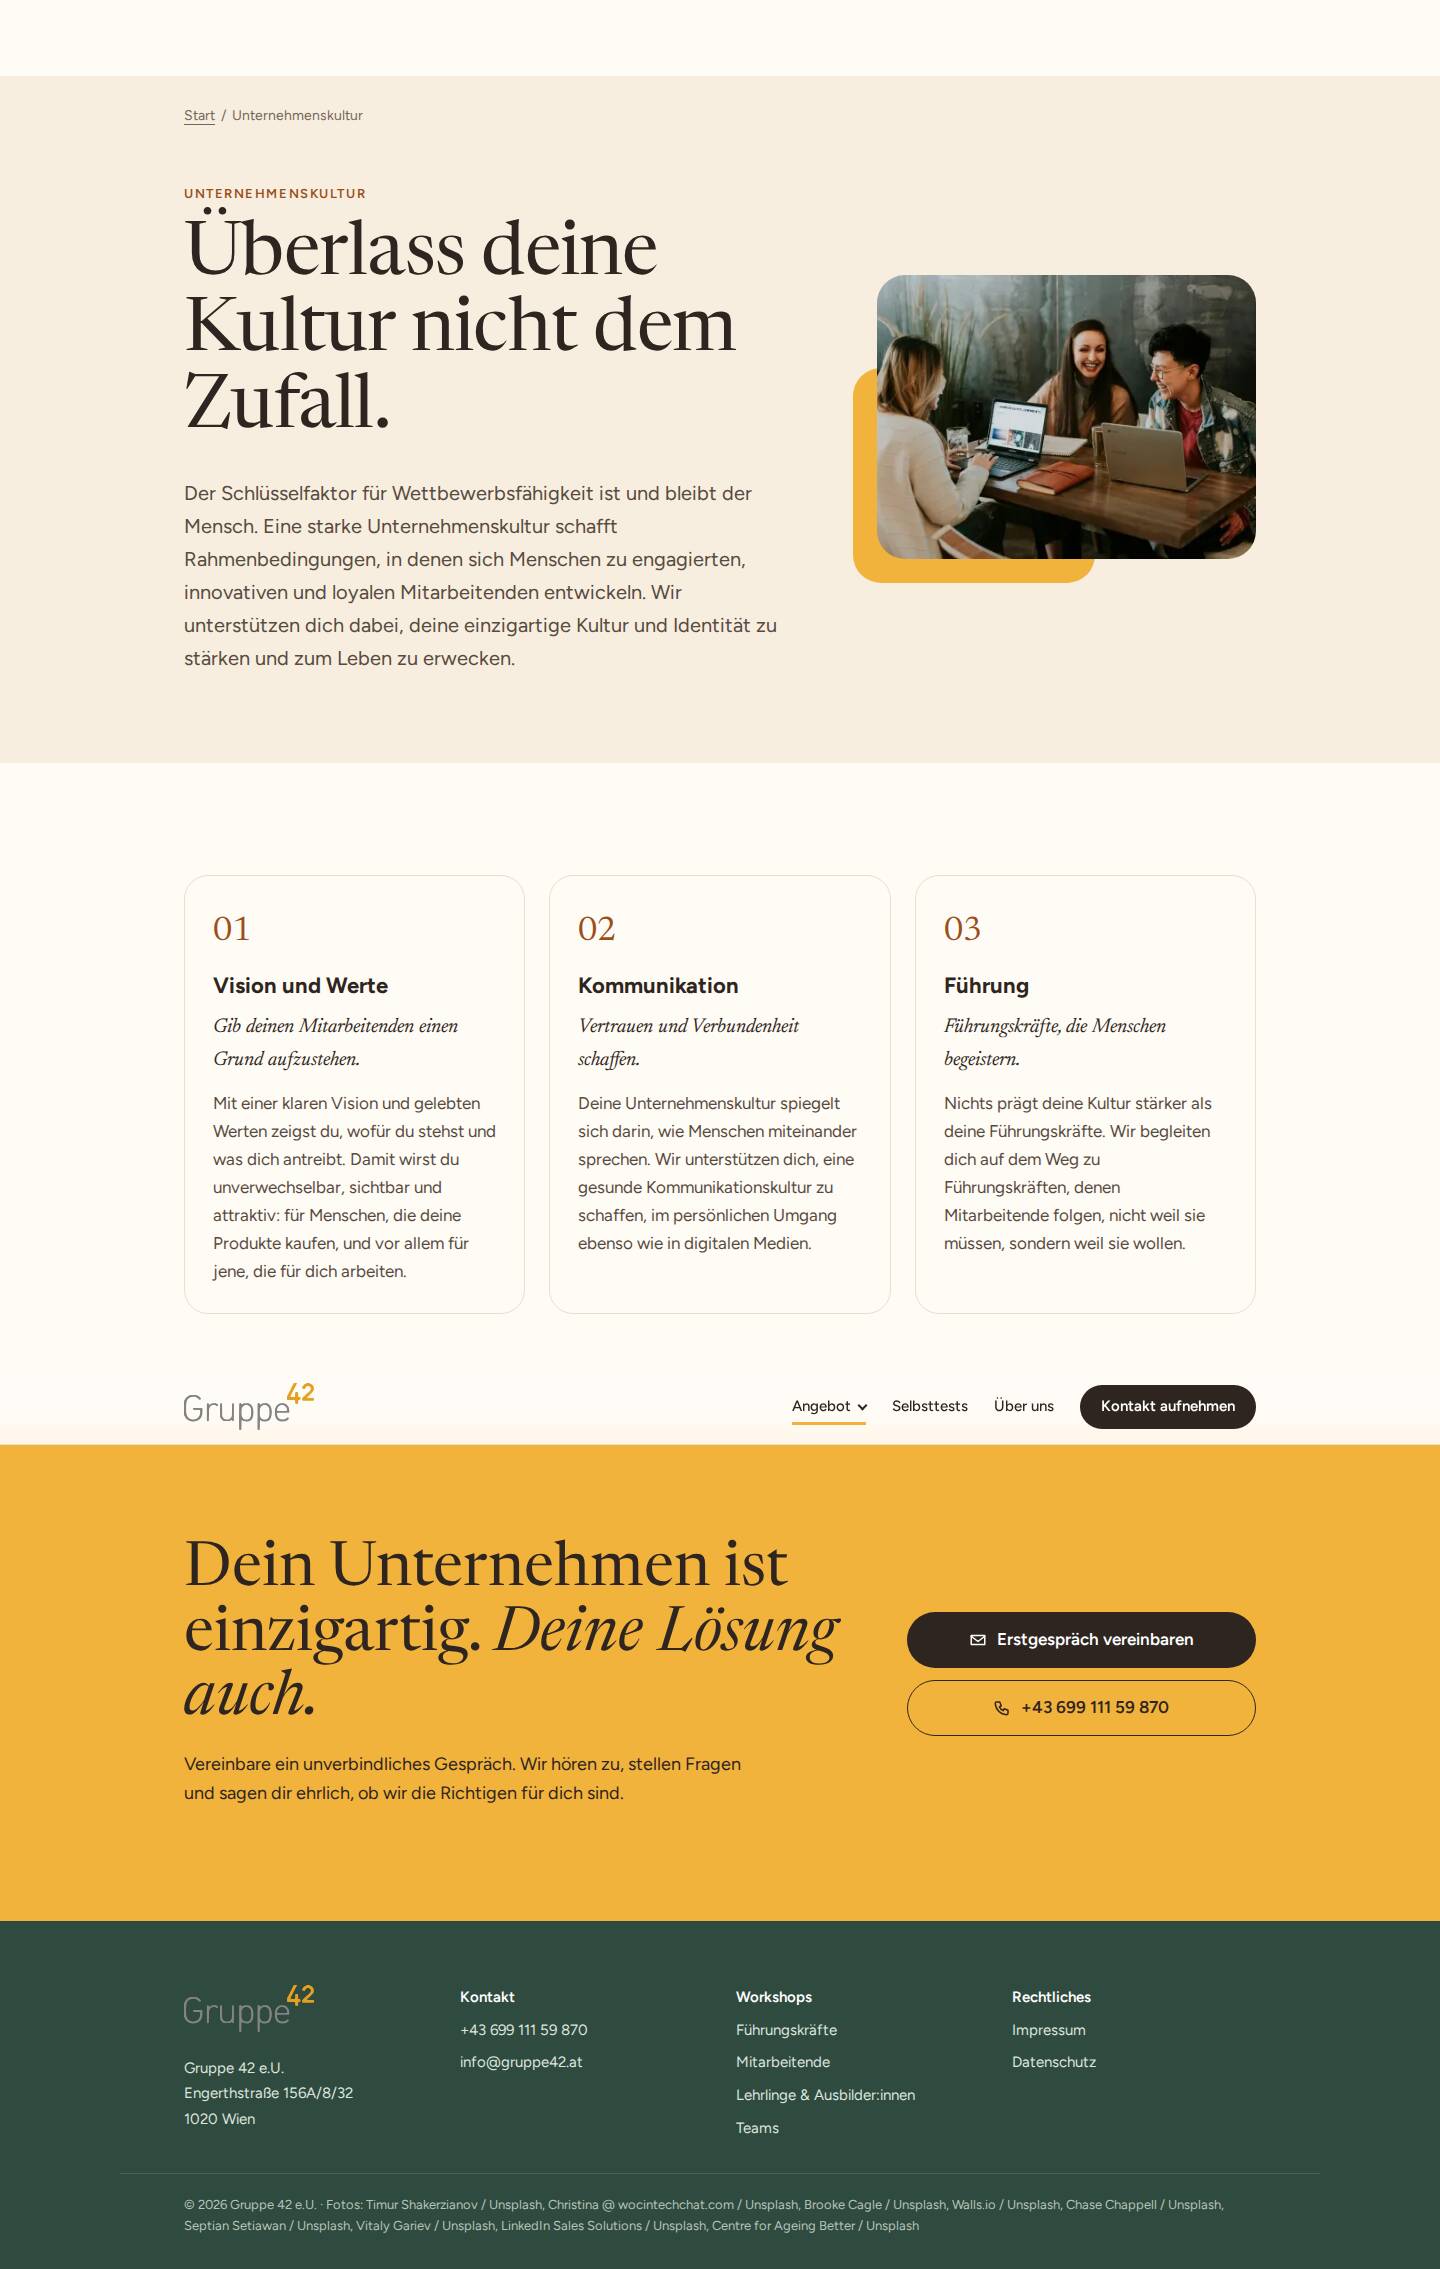 Start / Unternehmenskultur
UNTERNEHMENSKULTUR
Überlass deine
Kultur nicht dem
Zufall.
Der Schlüsselfaktor für Wettbewerbsfähigkeit ist und bleibt der
Mensch. Eine starke Unternehmenskultur schafft
Rahmenbedingungen, in denen sich Menschen zu engagierten,
innovativen und loyalen Mitarbeitenden entwickeln. Wir
unterstützen dich dabei, deine einzigartige Kultur und Identität zu
stärken und zum Leben zu erwecken.
01
Vision und Werte
Gib deinen Mitarbeitenden einen
Grund aufzustehen.
Mit einer klaren Vision und gelebten
Werten zeigst du, wofür du stehst und
was dich antreibt. Damit wirst du
unverwechselbar, sichtbar und
attraktiv: für Menschen, die deine
Produkte kaufen, und vor allem für
jene, die für dich arbeiten.
02
Kommunikation
Vertrauen und Verbundenheit
schaffen.
Deine Unternehmenskultur spiegelt
sich darin, wie Menschen miteinander
sprechen. Wir unterstützen dich, eine
gesunde Kommunikationskultur zu
schaffen, im persönlichen Umgang
ebenso wie in digitalen Medien.
03
Führung
Führungskräfte, die Menschen
begeistern.
Nichts prägt deine Kultur stärker als
deine Führungskräfte. Wir begleiten
dich auf dem Weg zu
Führungskräften, denen
Mitarbeitende folgen, nicht weil sie
müssen, sondern weil sie wollen.
Gruppe42
Angebot
Selbsttests
Über uns
Kontakt aufnehmen
Dein Unternehmen ist
einzigartig. Deine Lösung
auch.
Vereinbare ein unverbindliches Gespräch. Wir hören zu, stellen Fragen
und sagen dir ehrlich, ob wir die Richtigen für dich sind.
Erstgespräch vereinbaren
+43 699 111 59 870
Gruppe42
Gruppe 42 e.U.
Engerthstraße 156A/8/32
1020 Wien
Kontakt
+43 699 111 59 870
info@gruppe42.at
Workshops
Führungskräfte
Mitarbeitende
Lehrlinge & Ausbilder:innen
Teams
Rechtliches
Impressum
Datenschutz
© 2026 Gruppe 42 e.U. · Fotos: Timur Shakerzianov / Unsplash, Christina @ wocintechchat.com / Unsplash, Brooke Cagle / Unsplash, Walls.io / Unsplash, Chase Chappell / Unsplash,
Septian Setiawan / Unsplash, Vitaly Gariev / Unsplash, LinkedIn Sales Solutions / Unsplash, Centre for Ageing Better / Unsplash